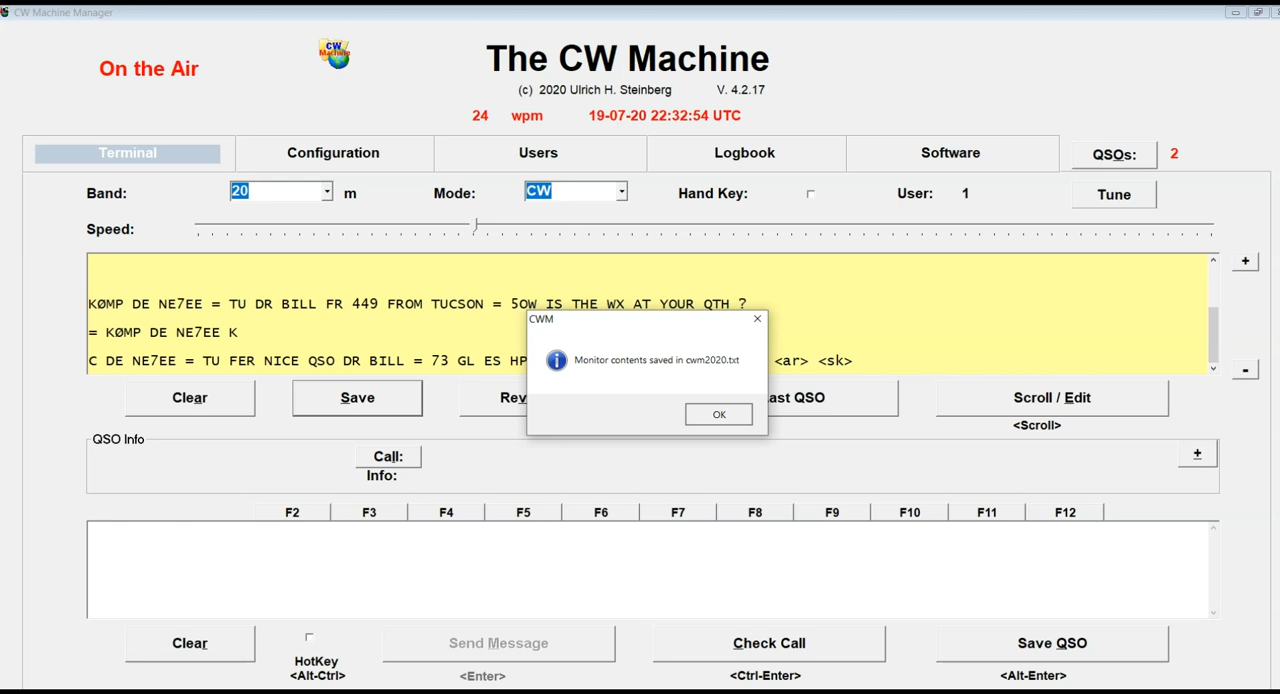 CW Machine Manager
On the Air
CW
Machine
The CW Machine
(c) 2020 Ulrich H. Steinberg V. 4.2.17
24 wpm 19-07-20 22:32:54 UTC
Terminal Configuration Users Logbook Software QSOs: 2
Band: 20 m Mode: CW Hand Key: User: 1 Tune
Speed:
+
KØMP DE NE7EE = TU DR BILL FR 449 FROM TUCSON = 5OW IS THE WX AT YOUR QTH ?
= KØMP DE NE7EE K
C DE NE7EE = TU FER NICE QSO DR BILL = 73 GL ES HP <ar> <sk>
-
CWM
Monitor contents saved in cwm2020.txt
OK
Clear Save Rev ast QSO Scroll / Edit
<Scroll>
QSO Info
Call: +
Info:
F2 F3 F4 F5 F6 F7 F8 F9 F10 F11 F12
Clear Send Message Check Call Save QSO
HotKey
<Alt-Ctrl> <Enter> <Ctrl-Enter> <Alt-Enter>